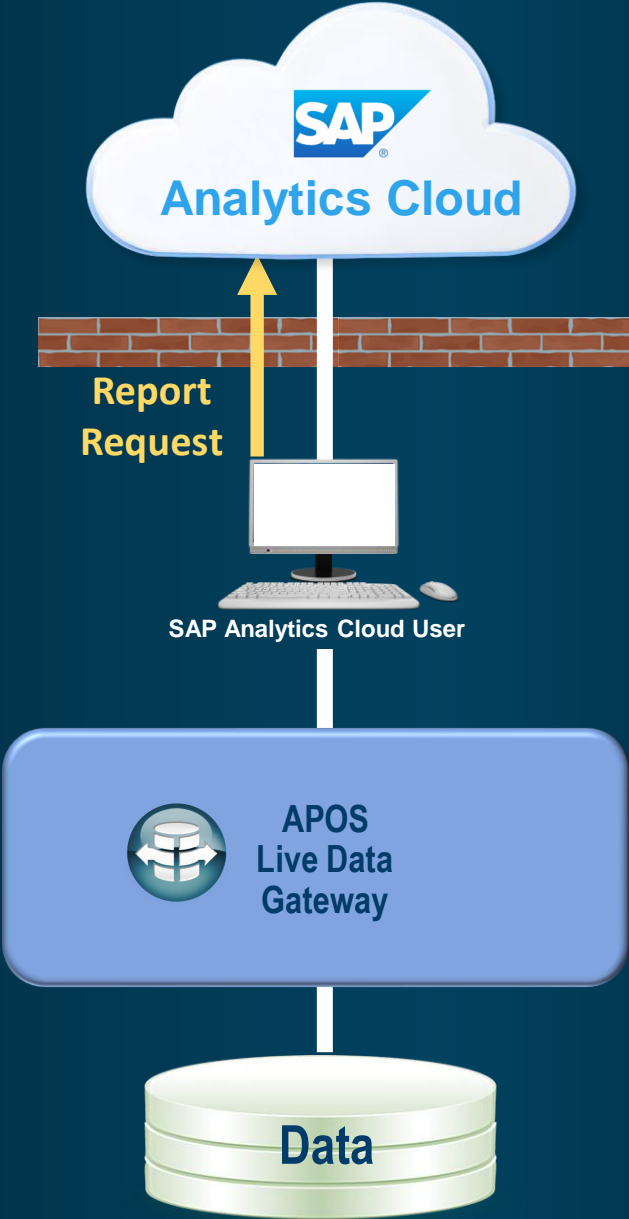 SAP
®
Analytics Cloud
Report
Request
SAP Analytics Cloud User
APOS
Live Data
Gateway
Data